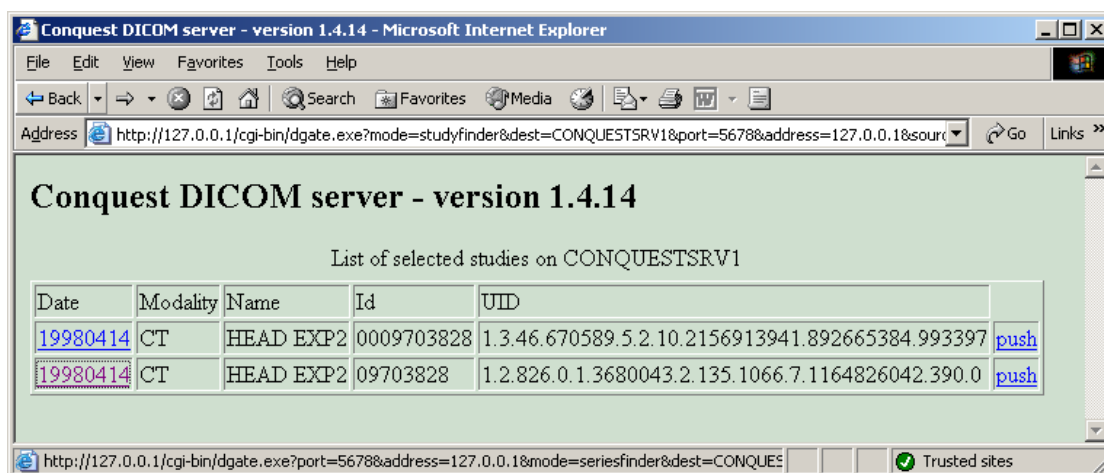 Conquest DICOM server - version 1.4.14 - Microsoft Internet Explorer
File Edit View Favorites Tools Help
Back Search Favorites Media
Address http://127.0.0.1/cgi-bin/dgate.exe?mode=studyfinder&dest=CONQUESTSRV1&port=5678&address=127.0.0.1&sourc Go Links »
Conquest DICOM server - version 1.4.14
List of selected studies on CONQUESTSRV1
Date Modality Name Id UID
19980414 CT HEAD EXP2 0009703828 1.3.46.670589.5.2.10.2156913941.892665384.993397 push
19980414 CT HEAD EXP2 09703828 1.2.826.0.1.3680043.2.135.1066.7.1164826042.390.0 push
http://127.0.0.1/cgi-bin/dgate.exe?port=5678&address=127.0.0.1&mode=seriesfinder&dest=CONQUES Trusted sites